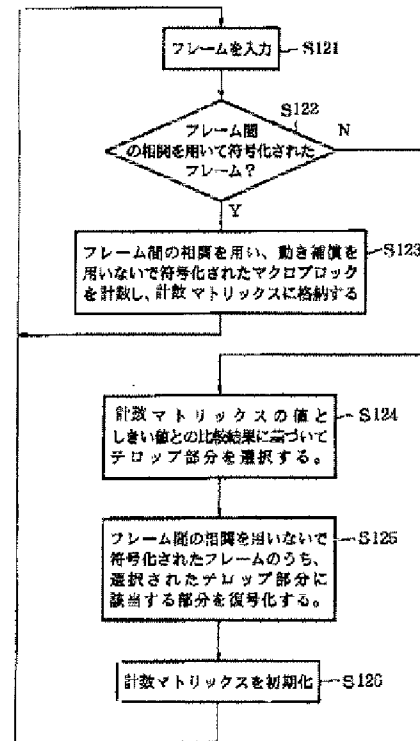 フレームを入力
S121
S122
フレーム間
の相関を用いて符号化された
フレーム?
N
Y
フレーム間の相関を用い、動き補償を
用いないで符号化されたマクロブロック
を計数し、計数マトリックスに格納する
S123
計数マトリックスの値と
しきい値との比較結果に基づいて
テロップ部分を選択する。
S124
フレーム間の相関を用いないで
符号化されたフレームのうち、
選択されたテロップ部分に
該当する部分を復号化する。
S125
計数マトリックスを初期化
S126